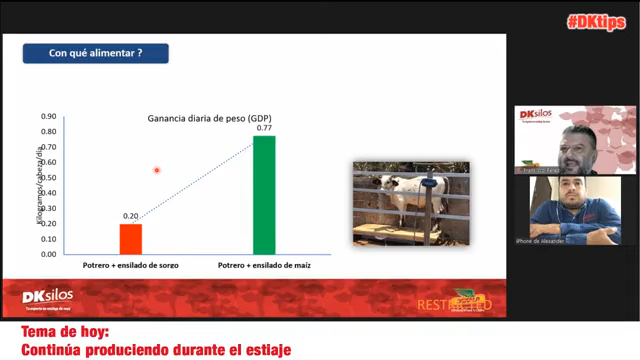 #DKtips
Con qué alimentar ?
Ganancia diaria de peso (GDP)
0.90
0.80
0.70
0.60
0.50
0.40
0.30
0.20
0.10
0.00
Kilogramos/cabeza/día
0.20
0.77
Potrero + ensilado de sorgo
Potrero + ensilado de maíz
DKsilos
DKsilos
iPhone de Alexander
RESTRICTED
Tema de hoy:
Continúa produciendo durante el estiaje